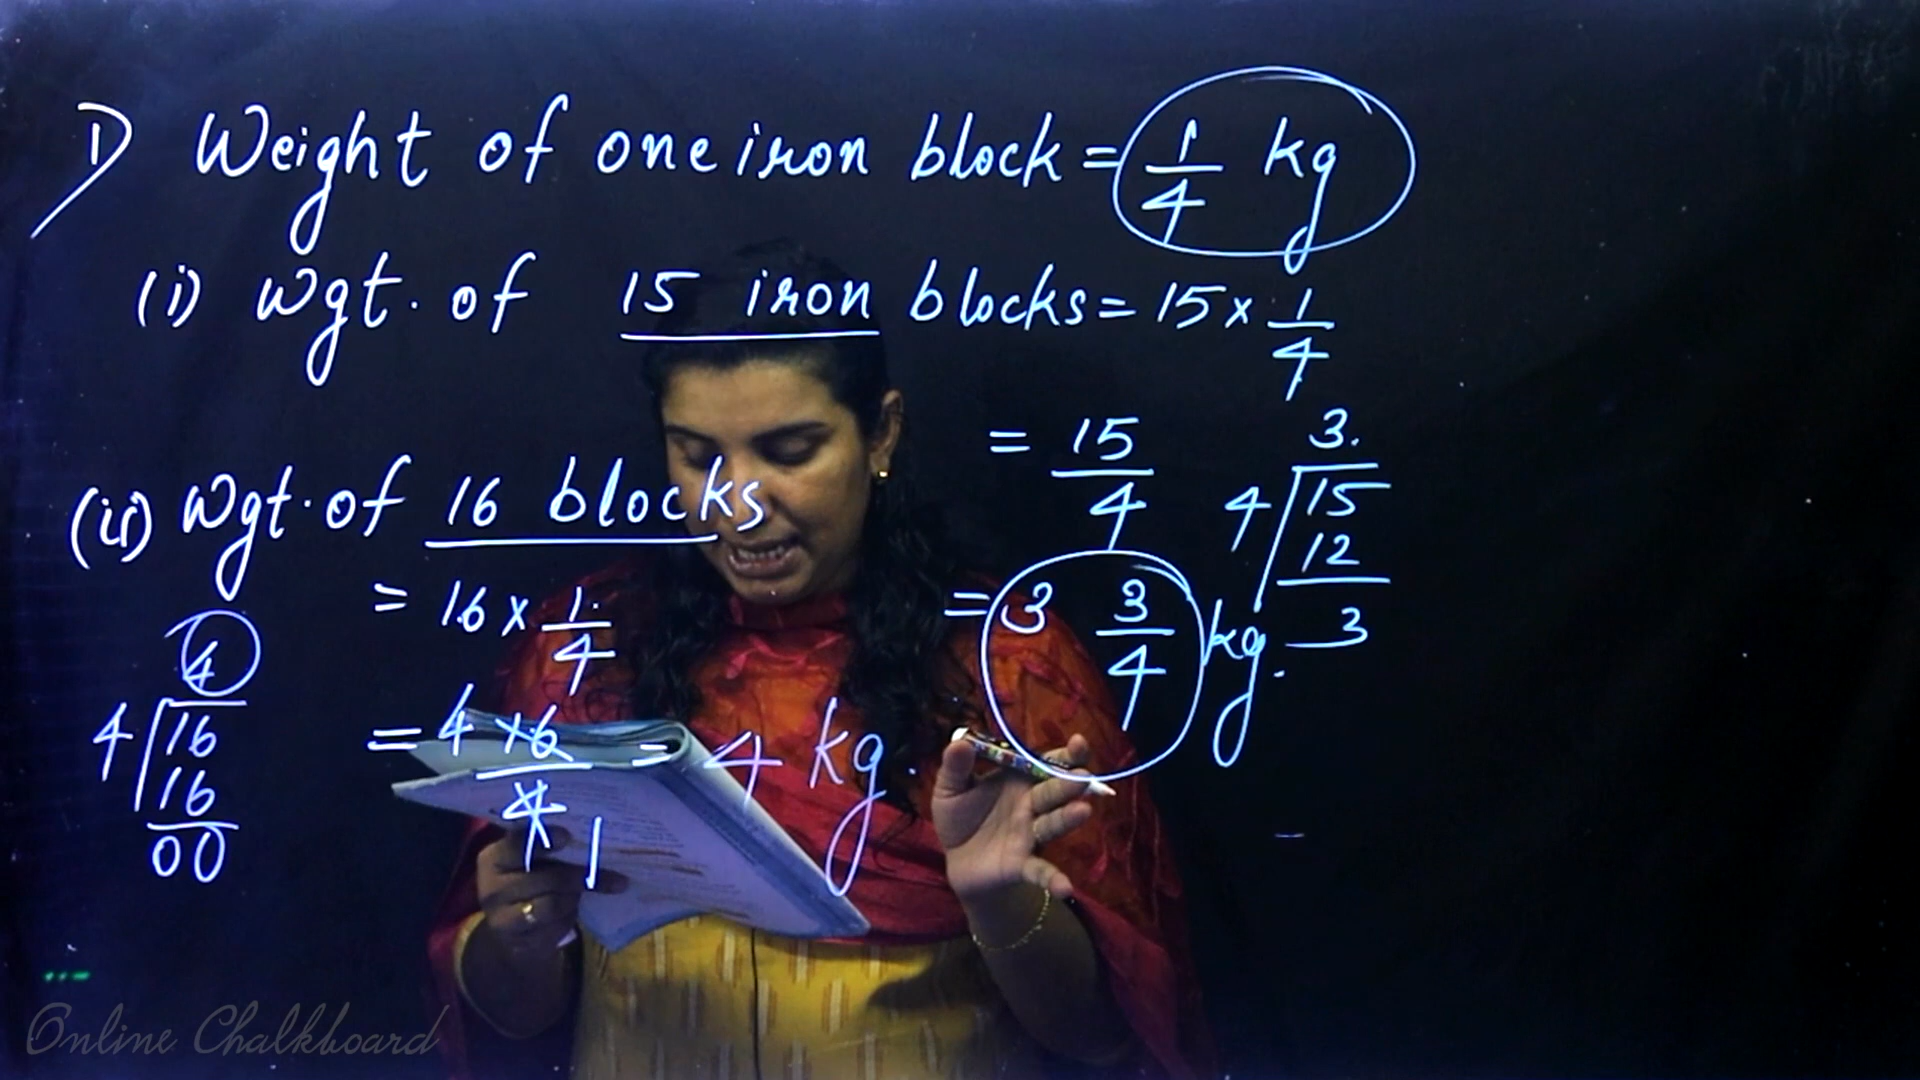 1) Weight of one iron block = 1/4 kg
(i) Wgt. of 15 iron blocks = 15 x 1/4
= 15/4
3.
4 15
12
3
= 3 3/4 kg.
(ii) Wgt. of 16 blocks
= 16 x 1/4
= 4 16/4 1 = 4 kg.
4
4 16
16
00
Online Chalkboard